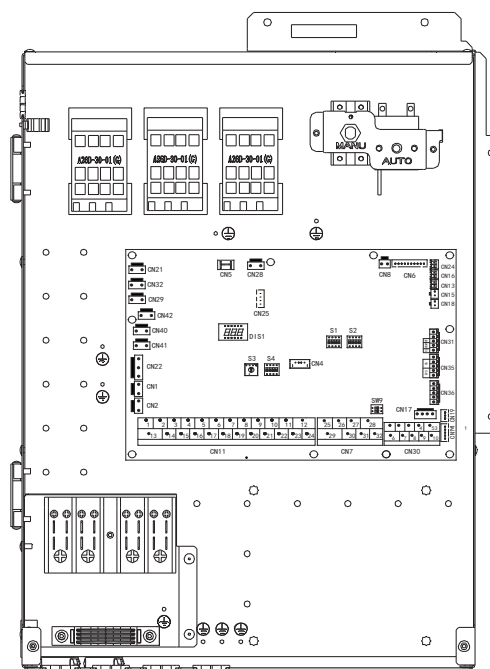 A26D-30-01(G) A26D-30-01(G) A26D-30-01(G)
MANU
AUTO
CN21
CN5
CN28
CN8
CN6
CN24
CN16
CN32
CN13
CN29
CN15
CN18
CN25
CN42
CN40
DIS1
S1
S2
CN31
CN41
CN22
S3
S4
CN4
CN35
CN1
CN36
CN2
SW9
CN17
CN19
CN14
1 2 3 4 5 6 7 8 9 10 11 12 25 26 27 28
13 14 15 16 17 18 19 20 21 22 23 24 29 30 31 32
CN11
CN7
CN30